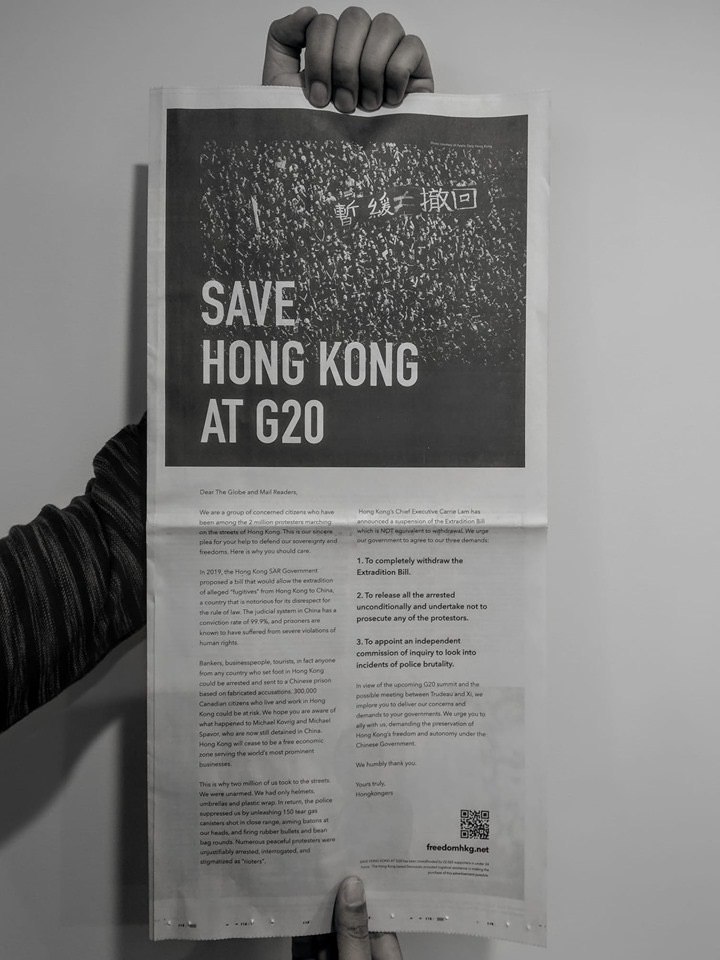 暫緩≠撤回
SAVE
HONG KONG
AT G20
Dear The Globe and Mail Readers,
We are a group of concerned citizens who have
been among the 2 million protesters marching
on the streets of Hong Kong. This is our sincere
plea for your help to defend our sovereignty and
freedoms. Here is why you should care.
In 2019, the Hong Kong SAR Government
proposed a bill that would allow the extradition
of alleged "fugitives" from Hong Kong to China,
a country that is notorious for its disrespect for
the rule of law. The judicial system in China has a
conviction rate of 99.9%, and prisoners are
known to have suffered from severe violations of
human rights.
Bankers, businesspeople, tourists, in fact anyone
from any country who set foot in Hong Kong
could be arrested and sent to a Chinese prison
based on fabricated accusations. 300,000
Canadian citizens who live and work in Hong
Kong could be at risk. We hope you are aware of
what happened to Michael Kovrig and Michael
Spavor, who are now still detained in China.
Hong Kong will cease to be a free economic
zone serving the world's most prominent
businesses.
This is why two million of us took to the streets.
We were unarmed. We had only helmets,
umbrellas and plastic wrap. In return, the police
suppressed us by unleashing 150 tear gas
canisters shot in close range, aiming batons at
our heads, and firing rubber bullets and bean
bag rounds. Numerous peaceful protesters were
unjustifiably arrested, interrogated, and
stigmatized as "rioters".
Hong Kong's Chief Executive Carrie Lam has
announced a suspension of the Extradition Bill
which is NOT equivalent to withdrawal. We urge
our government to agree to our three demands:
1. To completely withdraw the
Extradition Bill.
2. To release all the arrested
unconditionally and undertake not to
prosecute any of the protestors.
3. To appoint an independent
commission of inquiry to look into
incidents of police brutality.
In view of the upcoming G20 summit and the
possible meeting between Trudeau and Xi, we
implore you to deliver our concerns and
demands to your governments. We urge you to
ally with us, demanding the preservation of
Hong Kong's freedom and autonomy under the
Chinese Government.
We humbly thank you.
Yours truly,
Hongkongers
freedomhkg.net